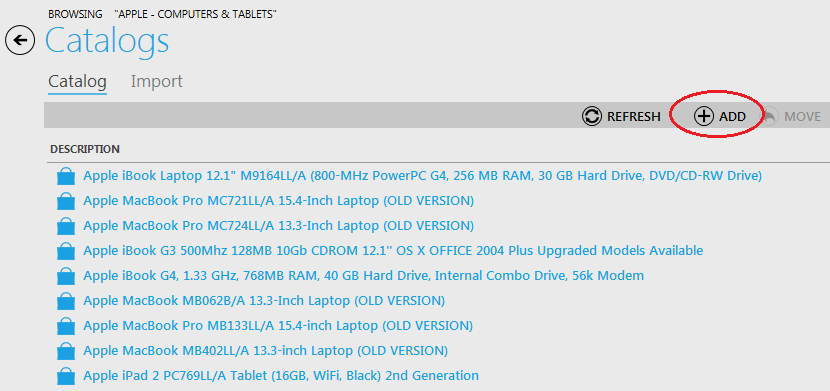 BROWSING "APPLE - COMPUTERS & TABLETS"
Catalogs
Catalog Import
REFRESH ADD MOVE
DESCRIPTION
Apple iBook Laptop 12.1" M9164LL/A (800-MHz PowerPC G4, 256 MB RAM, 30 GB Hard Drive, DVD/CD-RW Drive)
Apple MacBook Pro MC721LL/A 15.4-Inch Laptop (OLD VERSION)
Apple MacBook Pro MC724LL/A 13.3-Inch Laptop (OLD VERSION)
Apple iBook G3 500Mhz 128MB 10Gb CDROM 12.1'' OS X OFFICE 2004 Plus Upgraded Models Available
Apple iBook G4, 1.33 GHz, 768MB RAM, 40 GB Hard Drive, Internal Combo Drive, 56k Modem
Apple MacBook MB062B/A 13.3-Inch Laptop (OLD VERSION)
Apple MacBook Pro MB133LL/A 15.4-inch Laptop (OLD VERSION)
Apple MacBook MB402LL/A 13.3-inch Laptop (OLD VERSION)
Apple iPad 2 PC769LL/A Tablet (16GB, WiFi, Black) 2nd Generation